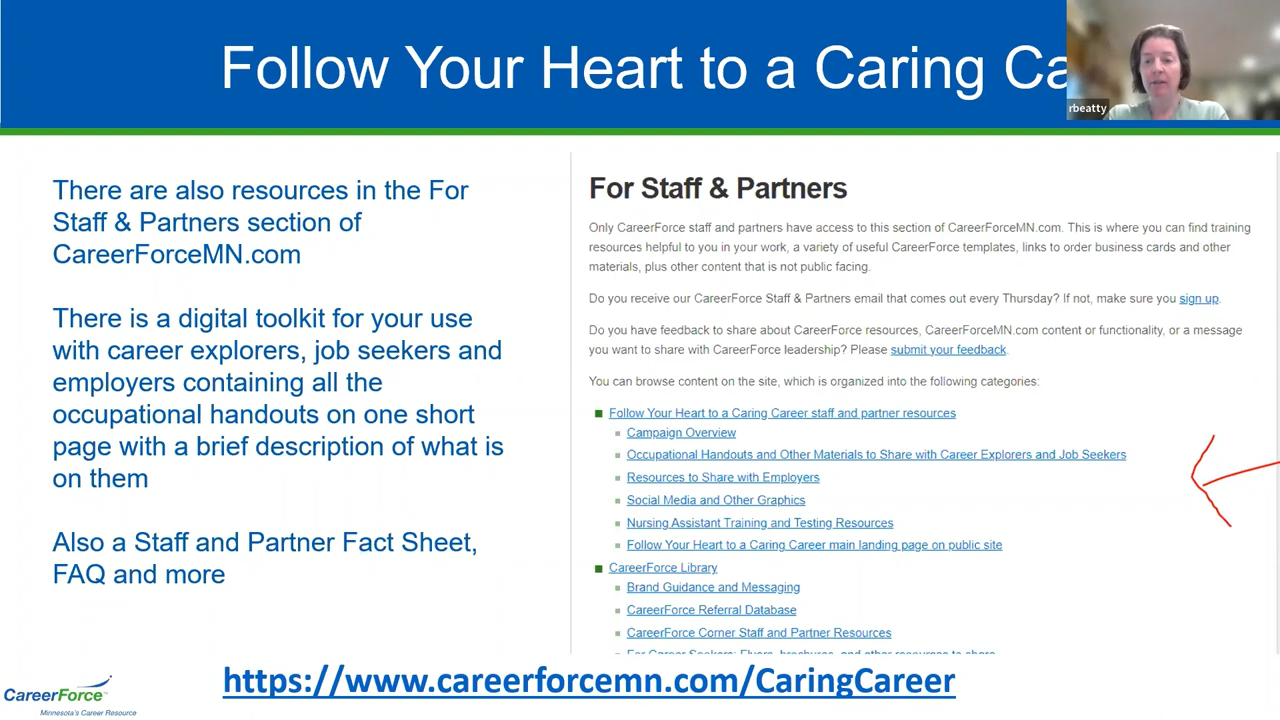 Follow Your Heart to a Caring Ca
rbeatty
There are also resources in the For
Staff & Partners section of
CareerForceMN.com
There is a digital toolkit for your use
with career explorers, job seekers and
employers containing all the
occupational handouts on one short
page with a brief description of what is
on them
Also a Staff and Partner Fact Sheet,
FAQ and more
For Staff & Partners
Only CareerForce staff and partners have access to this section of CareerForceMN.com. This is where you can find training
resources helpful to you in your work, a variety of useful CareerForce templates, links to order business cards and other
materials, plus other content that is not public facing.
Do you receive our CareerForce Staff & Partners email that comes out every Thursday? If not, make sure you sign up.
Do you have feedback to share about CareerForce resources, CareerForceMN.com content or functionality, or a message
you want to share with CareerForce leadership? Please submit your feedback.
You can browse content on the site, which is organized into the following categories:
Follow Your Heart to a Caring Career staff and partner resources
Campaign Overview
Occupational Handouts and Other Materials to Share with Career Explorers and Job Seekers
Resources to Share with Employers
Social Media and Other Graphics
Nursing Assistant Training and Testing Resources
Follow Your Heart to a Caring Career main landing page on public site
CareerForce Library
Brand Guidance and Messaging
CareerForce Referral Database
CareerForce Corner Staff and Partner Resources
For Career Seekers: Flyers, brochures, and other resources to share
https://www.careerforcemn.com/CaringCareer
CareerForce™
Minnesota's Career Resource